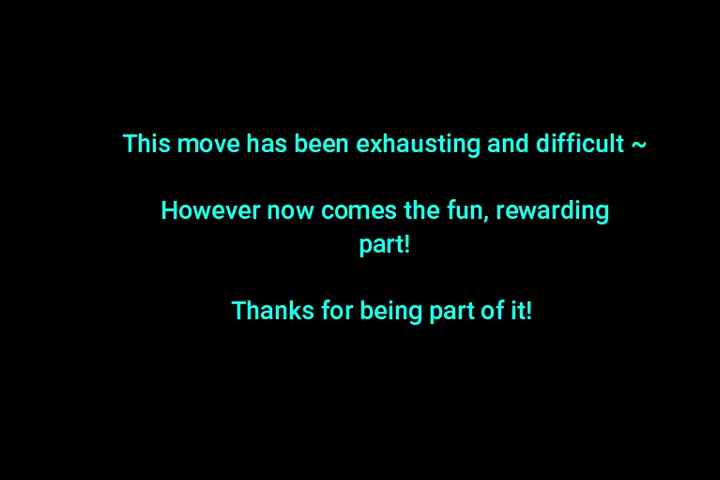 This move has been exhausting and difficult ~
However now comes the fun, rewarding
part!
Thanks for being part of it!